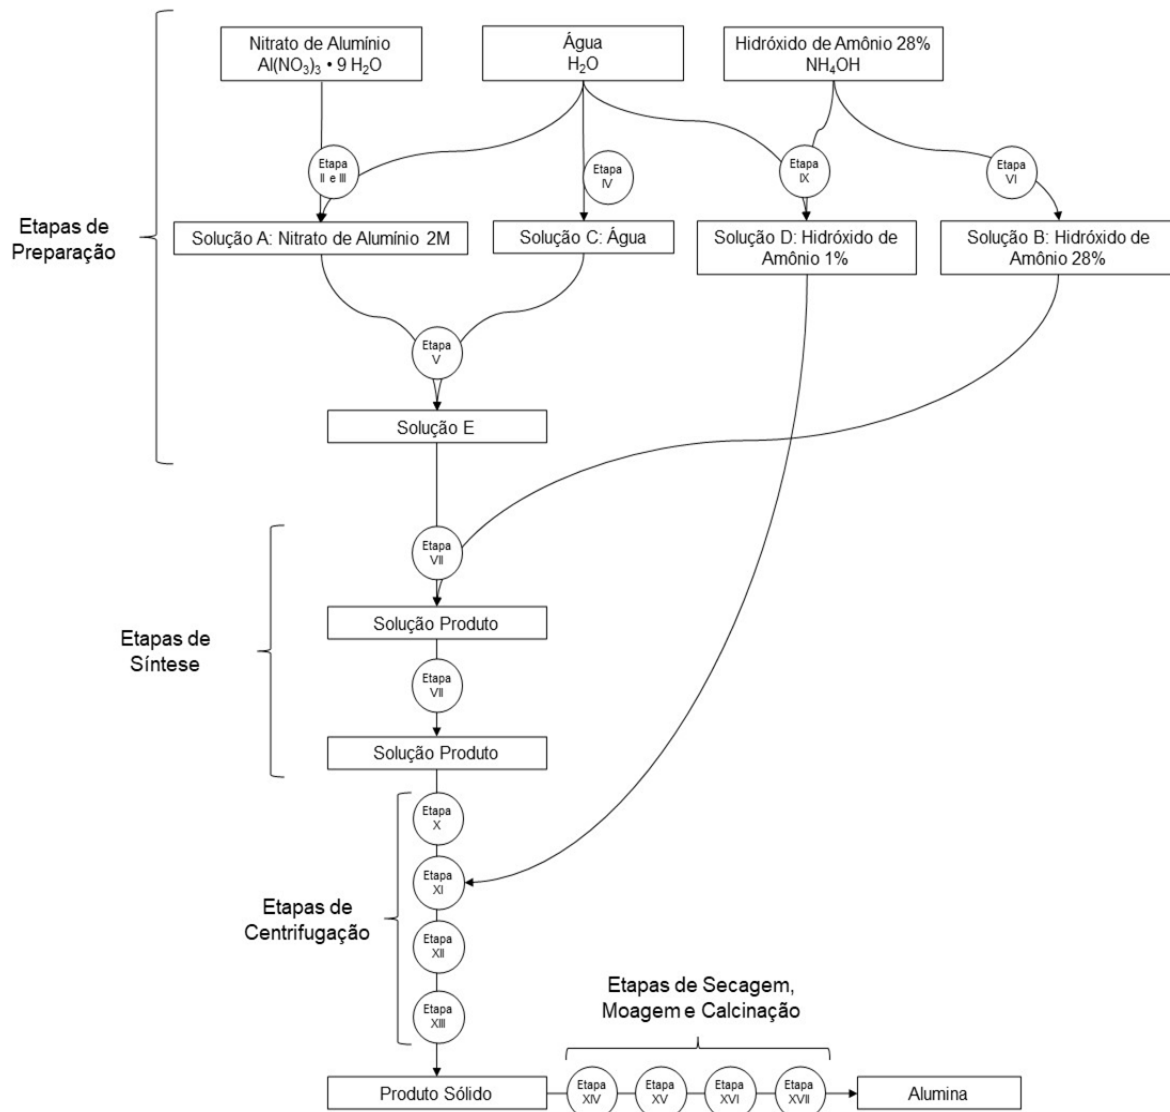 Nitrato de Alumínio
Al(NO₃)₃ • 9 H₂O
Água
H₂O
Hidróxido de Amônio 28%
NH₄OH
Etapa
II e III
Etapa
IV
Etapa
IX
Etapa
VI
Etapas de
Preparação
Solução A: Nitrato de Alumínio 2M
Solução C: Água
Solução D: Hidróxido de
Amônio 1%
Solução B: Hidróxido de
Amônio 28%
Etapa
V
Solução E
Etapa
VII
Solução Produto
Etapas de
Síntese
Etapa
VII
Solução Produto
Etapa
X
Etapa
XI
Etapas de
Centrifugação
Etapa
XII
Etapa
XIII
Etapas de Secagem,
Moagem e Calcinação
Produto Sólido
Etapa
XIV
Etapa
XV
Etapa
XVI
Etapa
XVII
Alumina